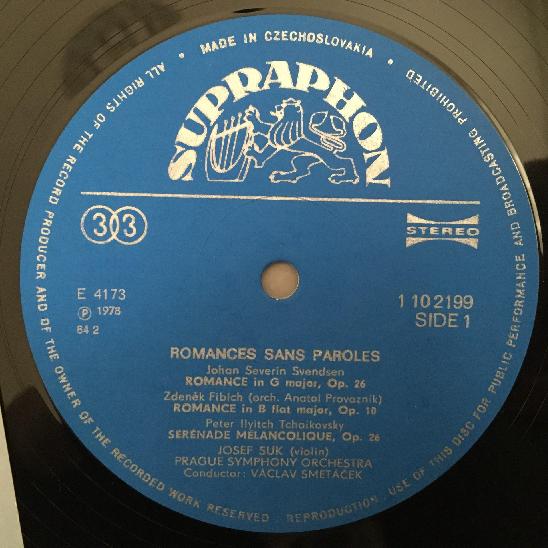 MADE IN CZECHOSLOVAKIA
ALL RIGHTS OF THE RECORD PRODUCER AND OF THE OWNER OF THE RECORDED WORK RESERVED · REPRODUCTION - USE OF THIS DISC FOR PUBLIC PERFORMANCE AND BROADCASTING PROHIBITED
SUPRAPHON
33
STEREO
E 4173
1 10 2199
℗ 1978
SIDE 1
84 2
ROMANCES SANS PAROLES
Johan Severin Svendsen
ROMANCE in G major, Op. 26
Zdeněk Fibich (orch. Anatol Provazník)
ROMANCE in B flat major, Op. 10
Peter Ilyitch Tchaikovsky
SÉRÉNADE MÉLANCOLIQUE, Op. 26
JOSEF SUK (violin)
PRAGUE SYMPHONY ORCHESTRA
Conductor: VÁCLAV SMETÁČEK